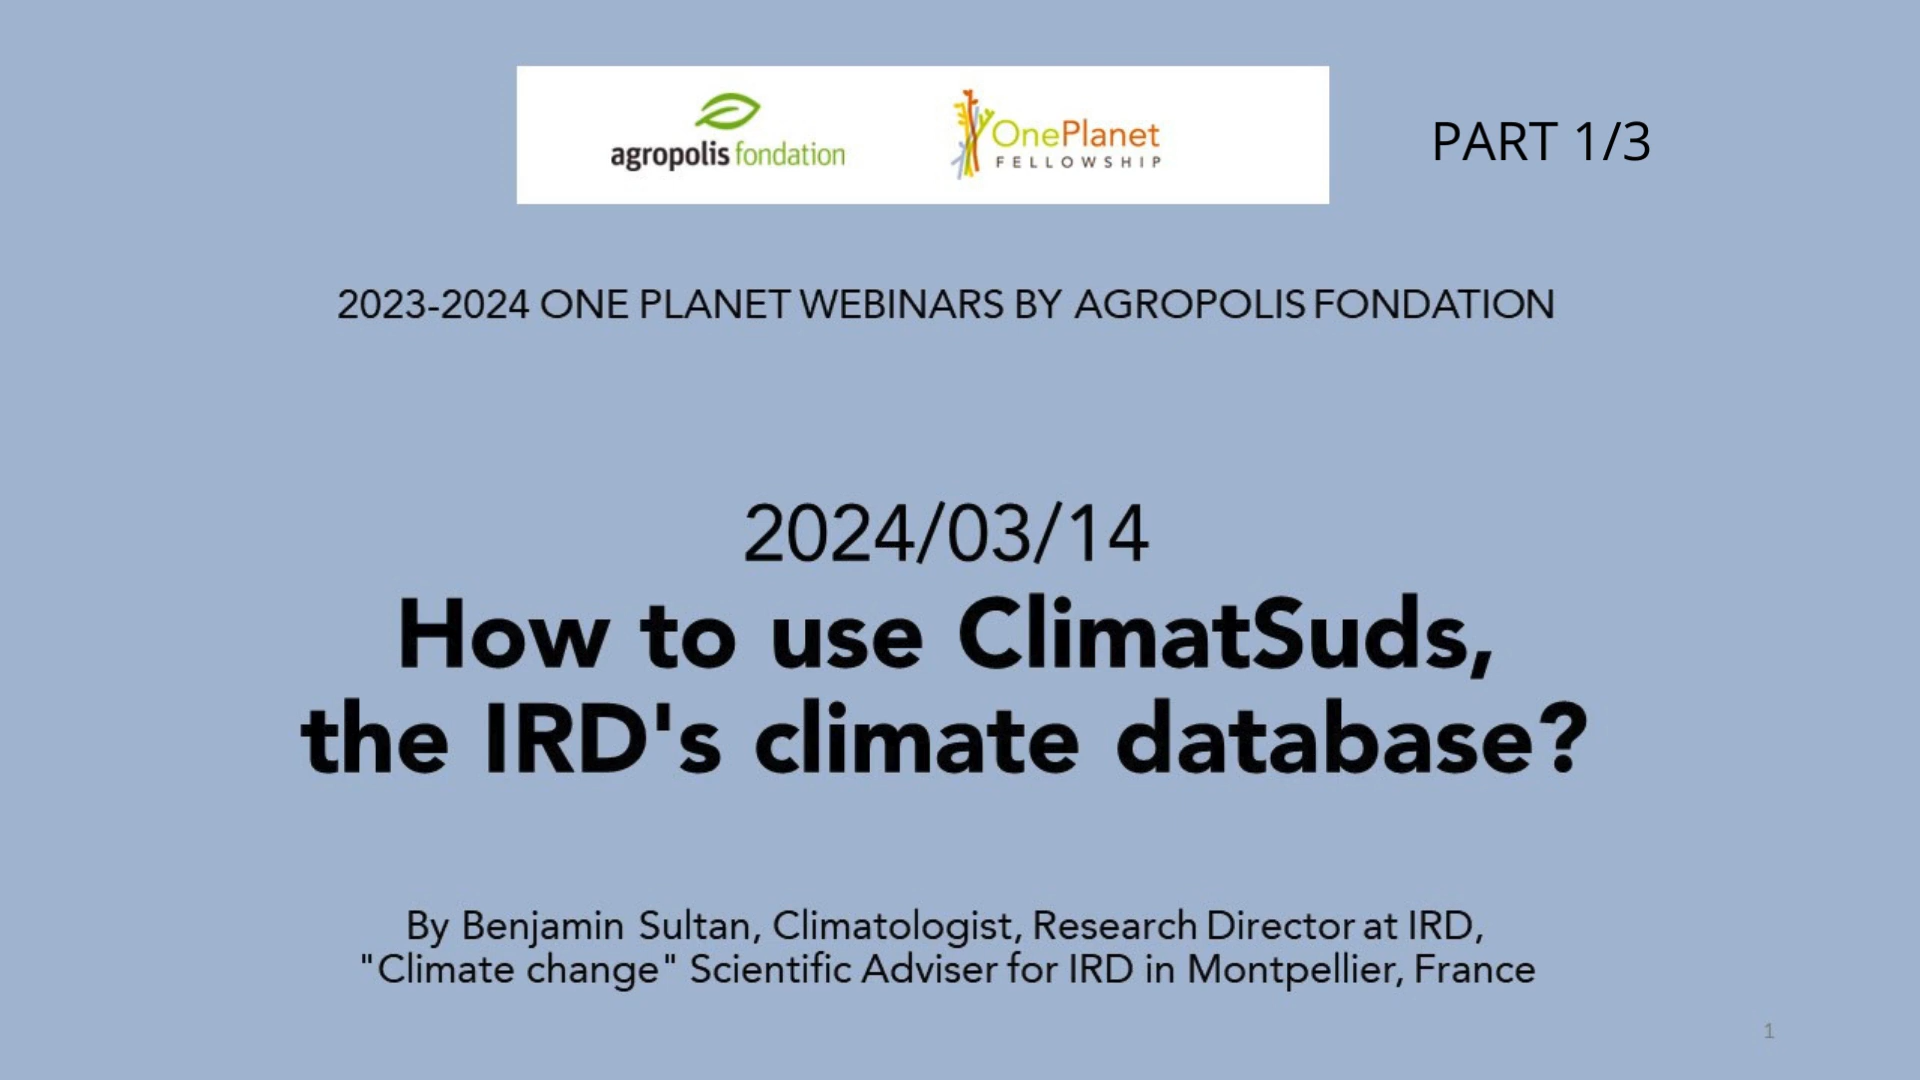 agropolis fondation
OnePlanet
FELLOWSHIP
PART 1/3
2023-2024 ONE PLANET WEBINARS BY AGROPOLIS FONDATION
2024/03/14
How to use ClimatSuds,
the IRD's climate database?
By Benjamin Sultan, Climatologist, Research Director at IRD,
"Climate change" Scientific Adviser for IRD in Montpellier, France
1